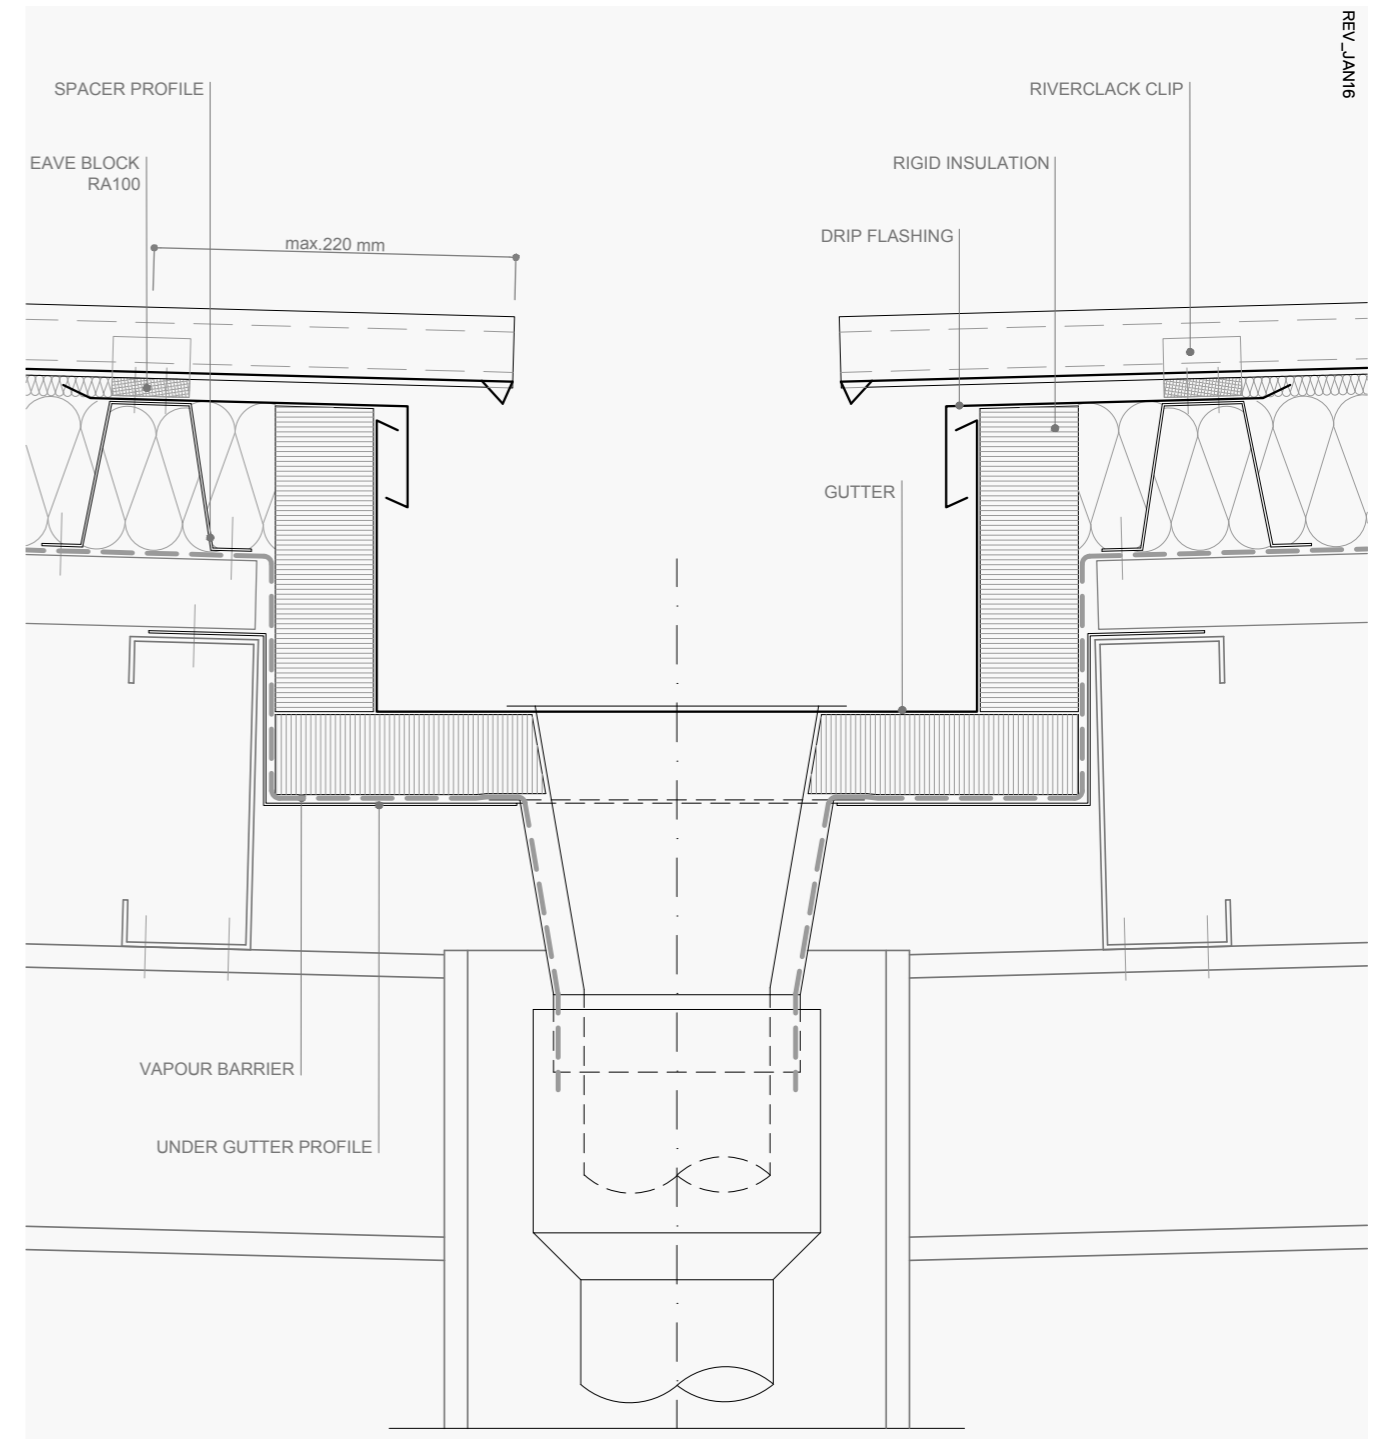 REV_JAN16
SPACER PROFILE
RIVERCLACK CLIP
EAVE BLOCK
RA100
RIGID INSULATION
DRIP FLASHING
max.220 mm
GUTTER
VAPOUR BARRIER
UNDER GUTTER PROFILE